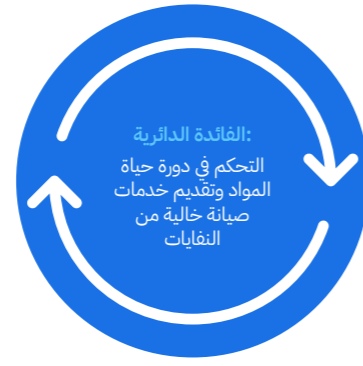 الفائدة الدائرية:
التحكم في دورة حياة
المواد وتقديم خدمات
صيانة خالية من
النفايات